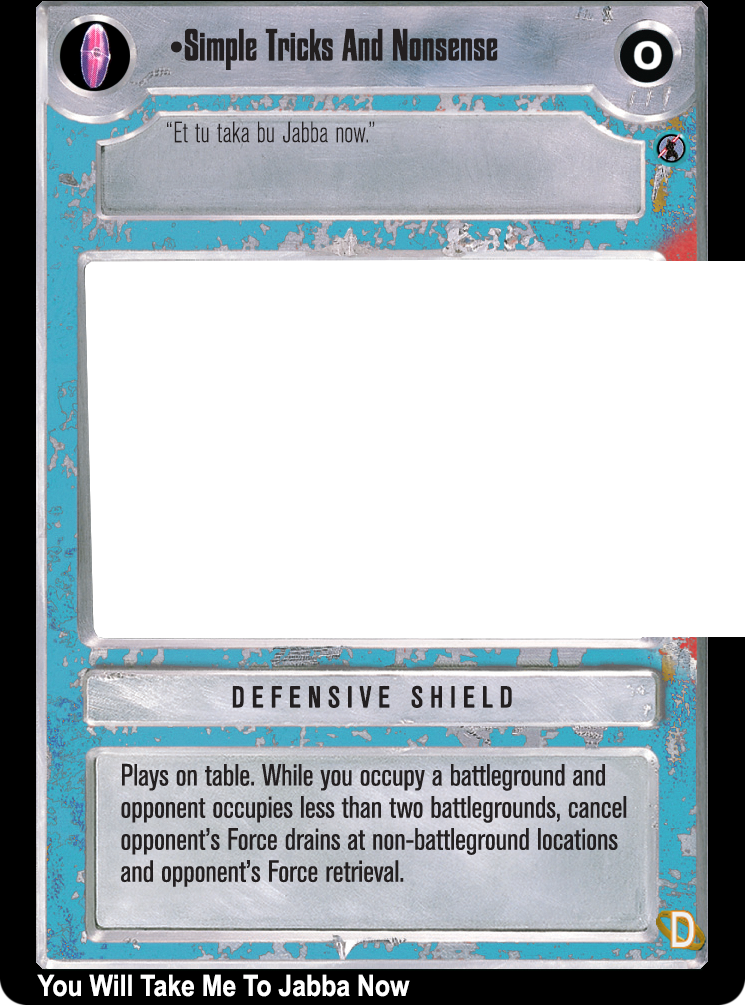 •Simple Tricks And Nonsense
O
“Et tu taka bu Jabba now.”
DEFENSIVE SHIELD
Plays on table. While you occupy a battleground and
opponent occupies less than two battlegrounds, cancel
opponent’s Force drains at non-battleground locations
and opponent’s Force retrieval.
D
You Will Take Me To Jabba Now